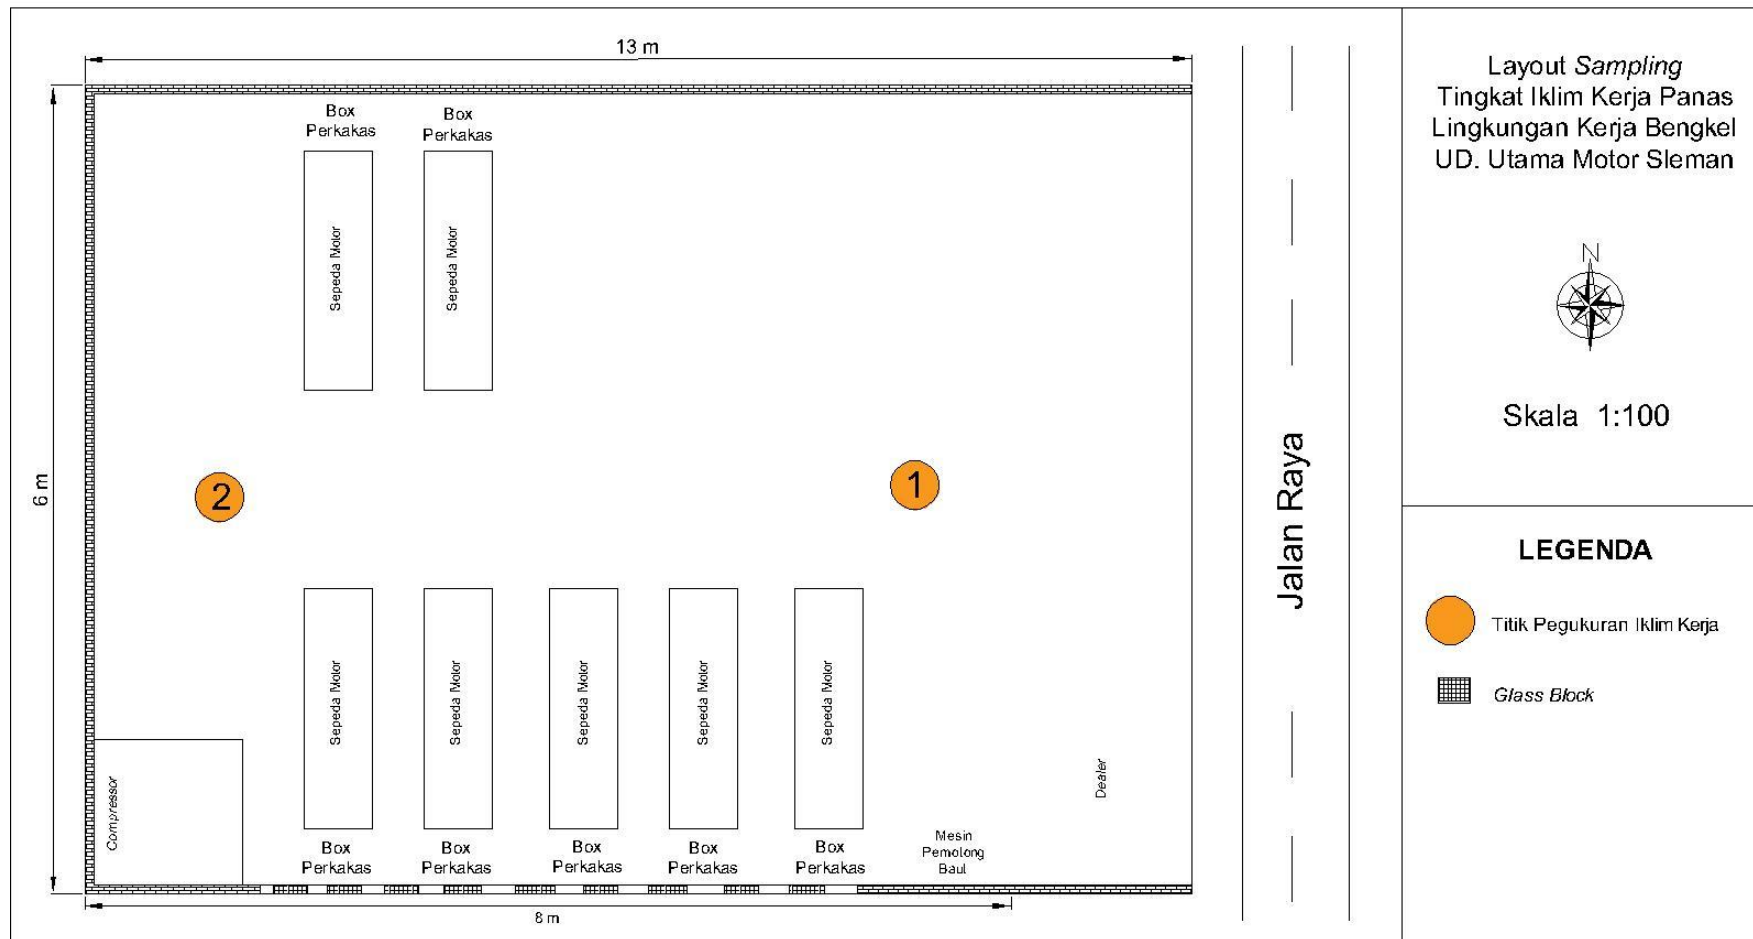 13 m
6 m
Box
Perkakas
Box
Perkakas
Sepeda Motor
Sepeda Motor
2
1
Sepeda Motor
Sepeda Motor
Sepeda Motor
Sepeda Motor
Sepeda Motor
Compressor
Box
Perkakas
Box
Perkakas
Box
Perkakas
Box
Perkakas
Box
Perkakas
Mesin
Pemolong
Baut
Dealer
8 m
Jalan Raya
Layout Sampling
Tingkat Iklim Kerja Panas
Lingkungan Kerja Bengkel
UD. Utama Motor Sleman
N
Skala 1:100
LEGENDA
Titik Pegukuran Iklim Kerja
Glass Block